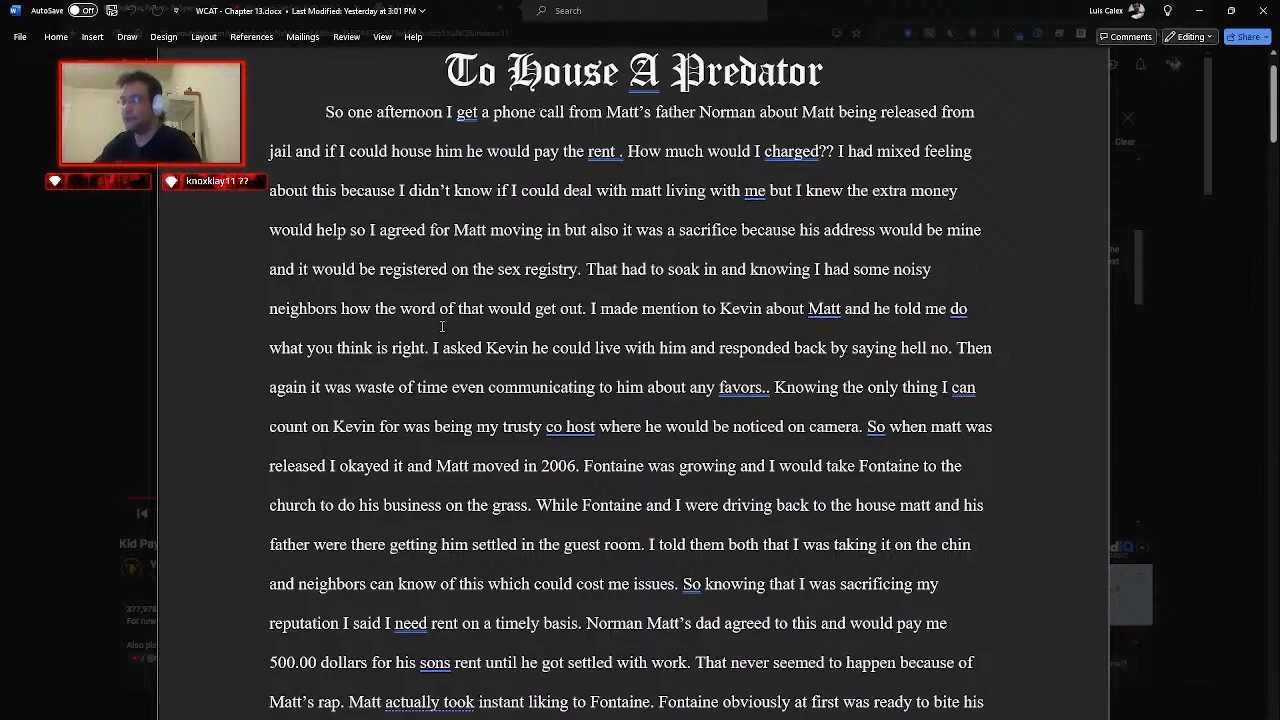 AutoSave Off WCAT - Chapter 13.docx • Last Modified: Yesterday at 3:01 PM Search Luis Calex
File Home Insert Draw Design Layout References Mailings Review View Help Comments Editing Share
To House A Predator
So one afternoon I get a phone call from Matt’s father Norman about Matt being released from
jail and if I could house him he would pay the rent . How much would I charged?? I had mixed feeling
about this because I didn’t know if I could deal with matt living with me but I knew the extra money
would help so I agreed for Matt moving in but also it was a sacrifice because his address would be mine
and it would be registered on the sex registry. That had to soak in and knowing I had some noisy
neighbors how the word of that would get out. I made mention to Kevin about Matt and he told me do
what you think is right. I asked Kevin he could live with him and responded back by saying hell no. Then
again it was waste of time even communicating to him about any favors.. Knowing the only thing I can
count on Kevin for was being my trusty co host where he would be noticed on camera. So when matt was
released I okayed it and Matt moved in 2006. Fontaine was growing and I would take Fontaine to the
church to do his business on the grass. While Fontaine and I were driving back to the house matt and his
father were there getting him settled in the guest room. I told them both that I was taking it on the chin
and neighbors can know of this which could cost me issues. So knowing that I was sacrificing my
reputation I said I need rent on a timely basis. Norman Matt’s dad agreed to this and would pay me
500.00 dollars for his sons rent until he got settled with work. That never seemed to happen because of
Matt’s rap. Matt actually took instant liking to Fontaine. Fontaine obviously at first was ready to bite his
knoxklay11 ??
Clear
Kid Pay
377,978
For new
Also pla